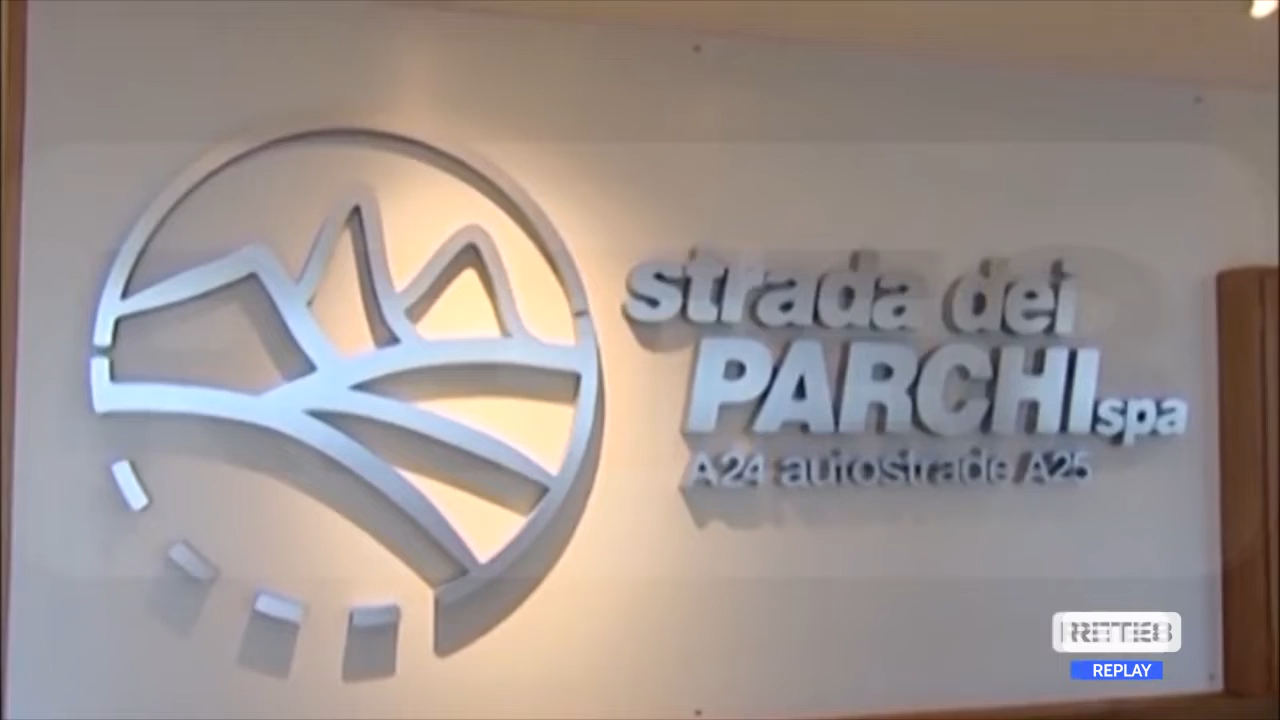 strada dei
PARCHI spa
A24 autostrade A25
RETE8
REPLAY